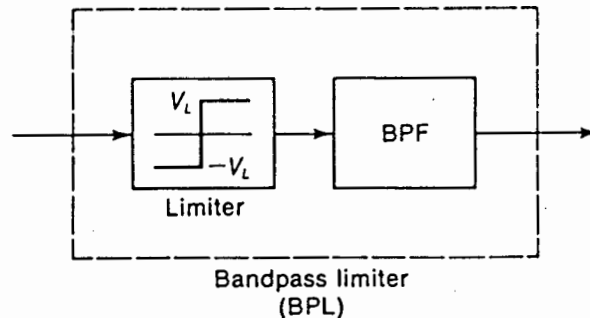 V_L
−V_L
BPF
Limiter
Bandpass limiter
(BPL)